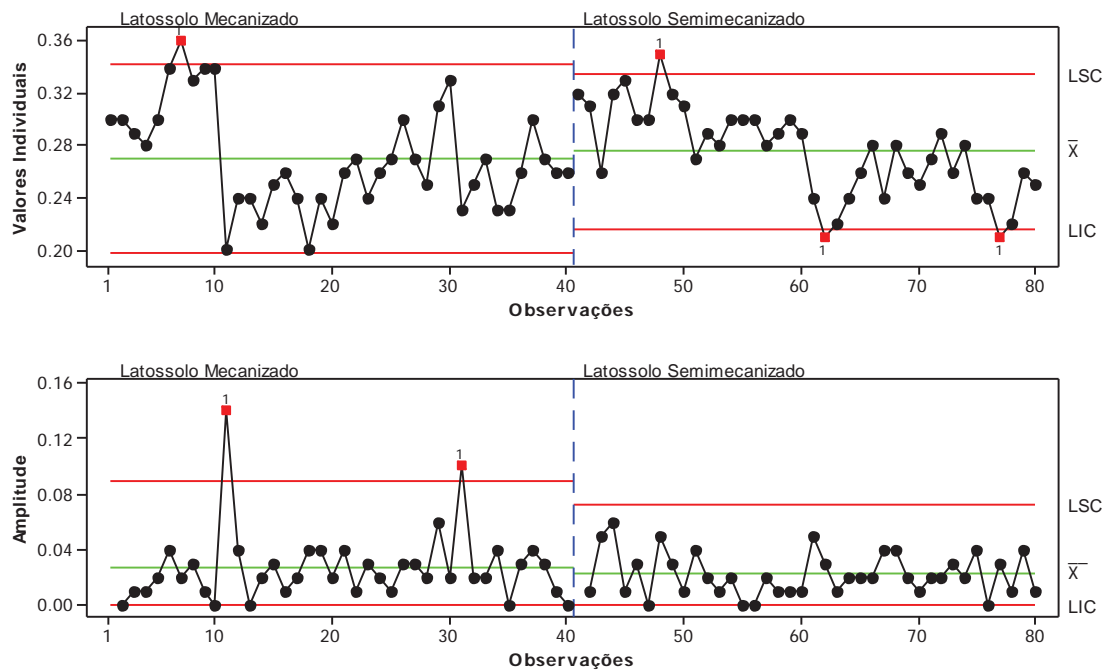 Latossolo Mecanizado
Latossolo Semimecanizado
Valores Individuais
0.36
0.32
0.28
0.24
0.20
1
1
1
1
LSC
X̅
LIC
1
10
20
30
40
50
60
70
80
Observações
Latossolo Mecanizado
Latossolo Semimecanizado
Amplitude
0.16
0.12
0.08
0.04
0.00
1
1
LSC
X̅
LIC
1
10
20
30
40
50
60
70
80
Observações